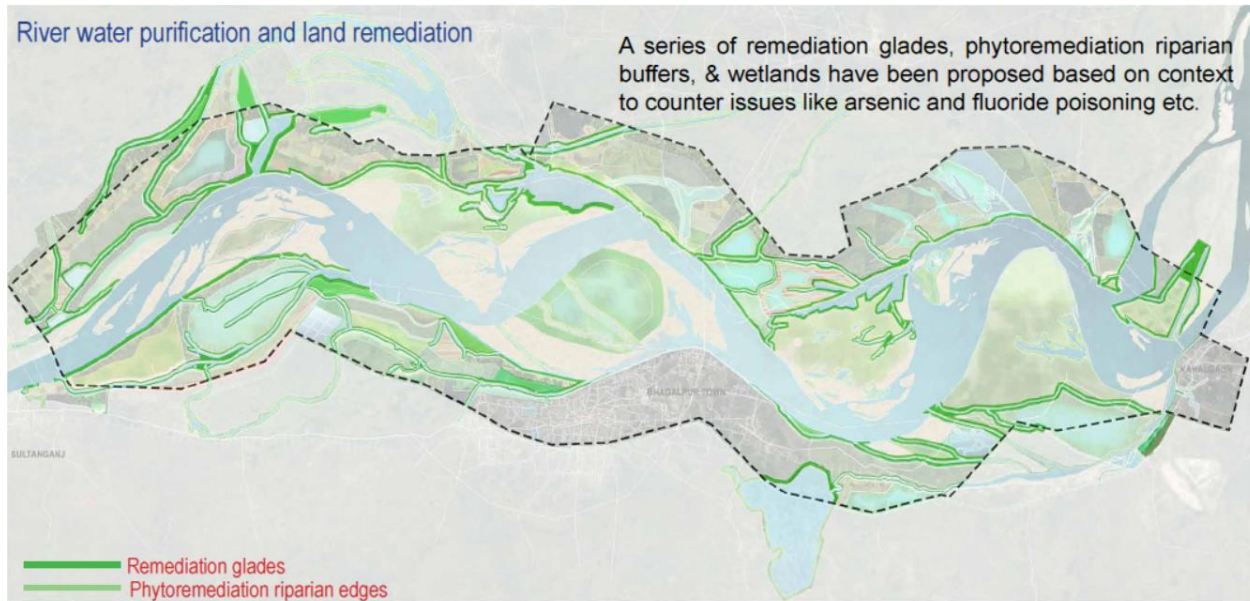 River water purification and land remediation
A series of remediation glades, phytoremediation riparian
buffers, & wetlands have been proposed based on context
to counter issues like arsenic and fluoride poisoning etc.
KAHALGAON
BHAGALPUR TOWN
SULTANGANJ
Remediation glades
Phytoremediation riparian edges